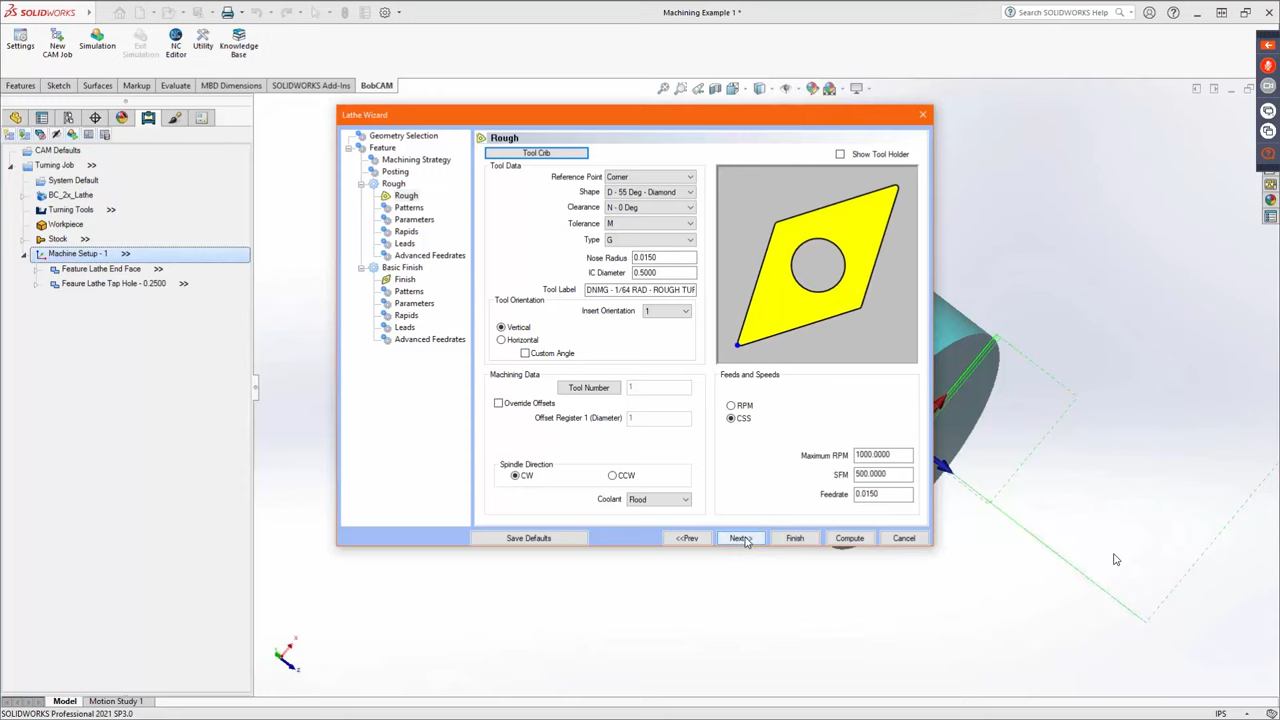 SOLIDWORKS
Machining Example 1 *
Search SOLIDWORKS Help
Settings
New CAM Job
Simulation
Exit Simulation
NC Editor
Utility
Knowledge Base
Features
Sketch
Surfaces
Markup
Evaluate
MBD Dimensions
SOLIDWORKS Add-Ins
BobCAM
CAM Defaults
Turning Job >>
System Default
BC_2x_Lathe
Turning Tools >>
Workpiece
Stock >>
Machine Setup - 1 >>
Feature Lathe End Face >>
Feaure Lathe Tap Hole - 0.2500 >>
Lathe Wizard
Geometry Selection
Feature
Machining Strategy
Posting
Rough
Rough
Patterns
Parameters
Rapids
Leads
Advanced Feedrates
Basic Finish
Finish
Patterns
Parameters
Rapids
Leads
Advanced Feedrates
Rough
Tool Crib
Show Tool Holder
Tool Data
Reference Point Corner
Shape D - 55 Deg - Diamond
Clearance N - 0 Deg
Tolerance M
Type G
Nose Radius 0.0150
IC Diameter 0.5000
Tool Label DNMG - 1/64 RAD - ROUGH TUF
Tool Orientation
Insert Orientation 1
Vertical
Horizontal
Custom Angle
Machining Data
Tool Number 1
Override Offsets
Offset Register 1 (Diameter) 1
Spindle Direction
CW CCW
Coolant Flood
Feeds and Speeds
RPM
CSS
Maximum RPM 1000.0000
SFM 500.0000
Feedrate 0.0150
Save Defaults
<<Prev
Next>>
Finish
Compute
Cancel
Model
Motion Study 1
SOLIDWORKS Professional 2021 SP3.0
IPS